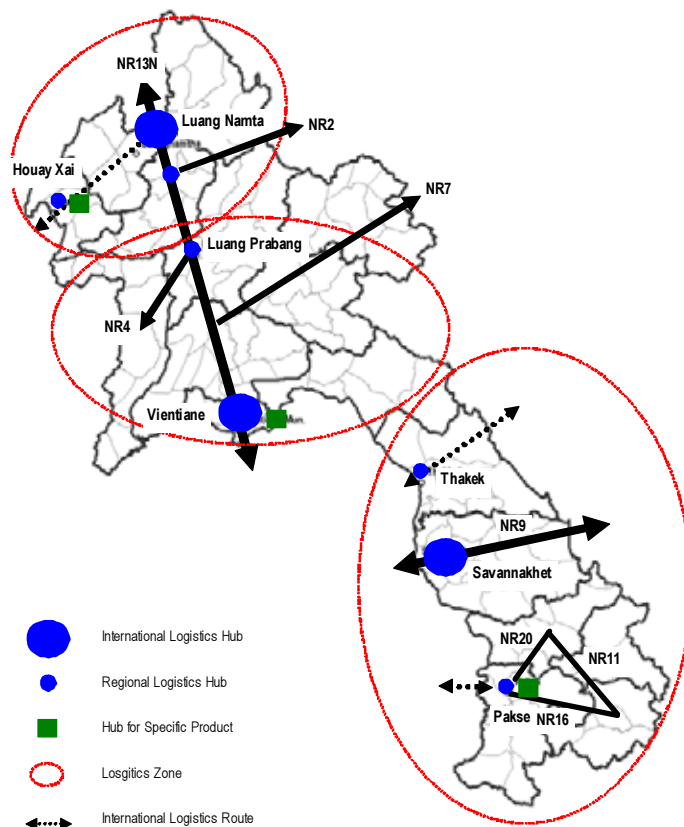 NR13N
Luang Namta
NR2
Houay Xai
NR7
Luang Prabang
NR4
Vientiane
Thakek
NR9
Savannakhet
NR20
NR11
Pakse
NR16
International Logistics Hub
Regional Logistics Hub
Hub for Specific Product
Losgitics Zone
International Logistics Route